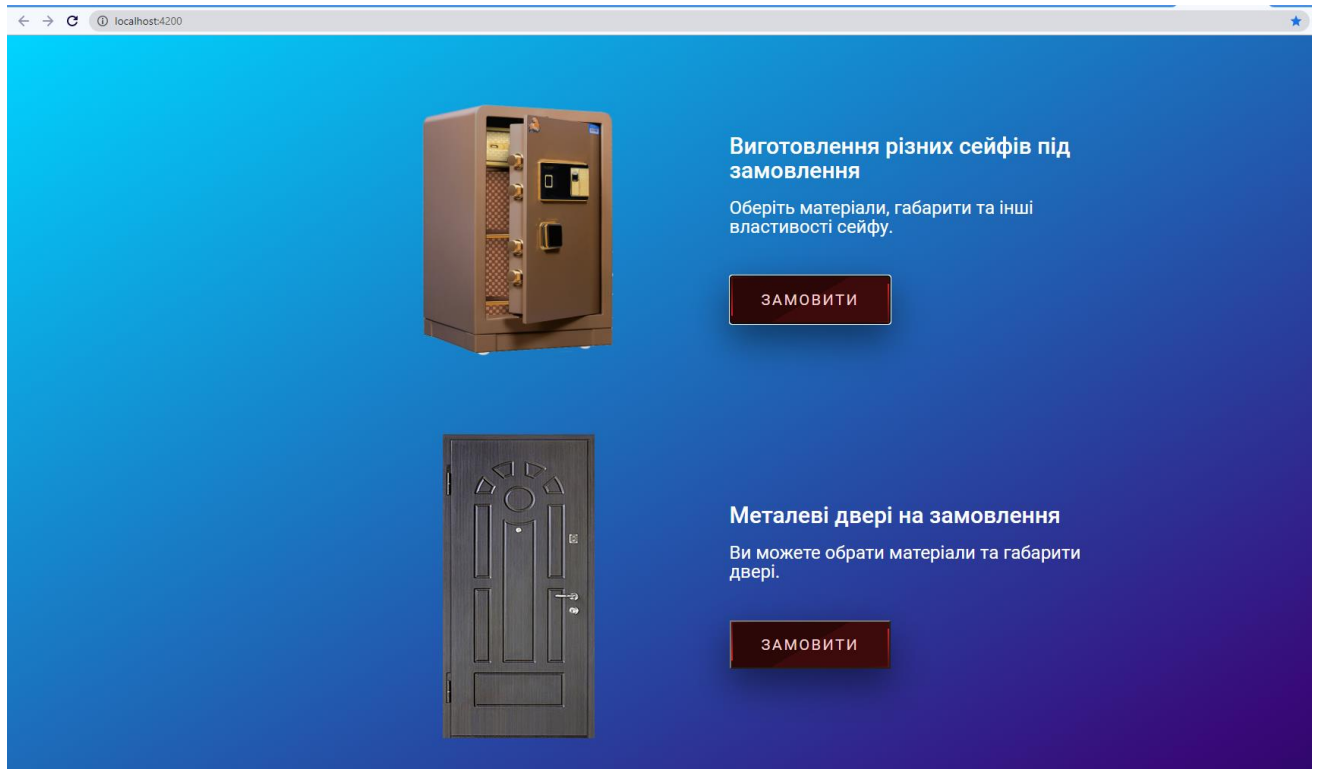 localhost:4200
Виготовлення різних сейфів під
замовлення
Оберіть матеріали, габарити та інші
властивості сейфу.
ЗАМОВИТИ
Металеві двері на замовлення
Ви можете обрати матеріали та габарити
двері.
ЗАМОВИТИ